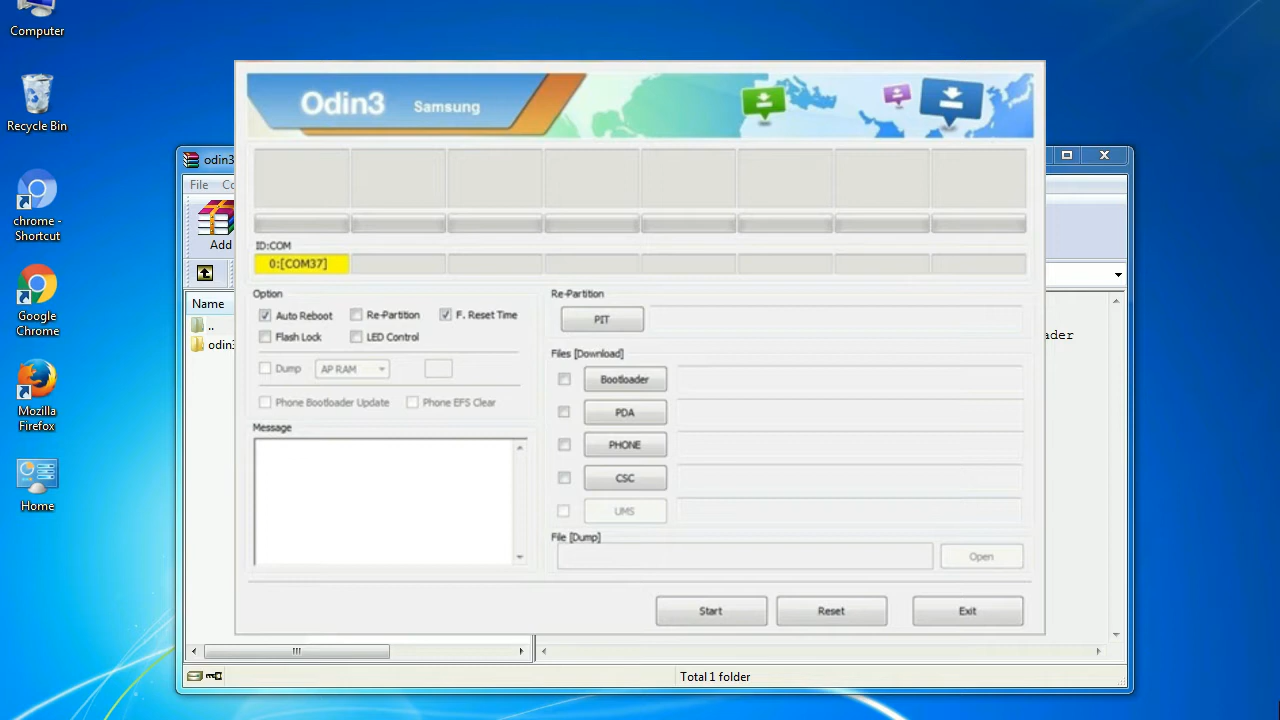 Computer
Recycle Bin
chrome -
Shortcut
Google
Chrome
Mozilla
Firefox
Home
odin3
File Co
Add
Name
..
odin3
ader
Total 1 folder
Odin3 Samsung
ID:COM
0:[COM37]
Option
Auto Reboot Re-Partition F. Reset Time
Flash Lock LED Control
Dump AP RAM
Phone Bootloader Update Phone EFS Clear
Message
Re-Partition
PIT
Files [Download]
Bootloader
PDA
PHONE
CSC
UMS
File [Dump]
Open
Start Reset Exit